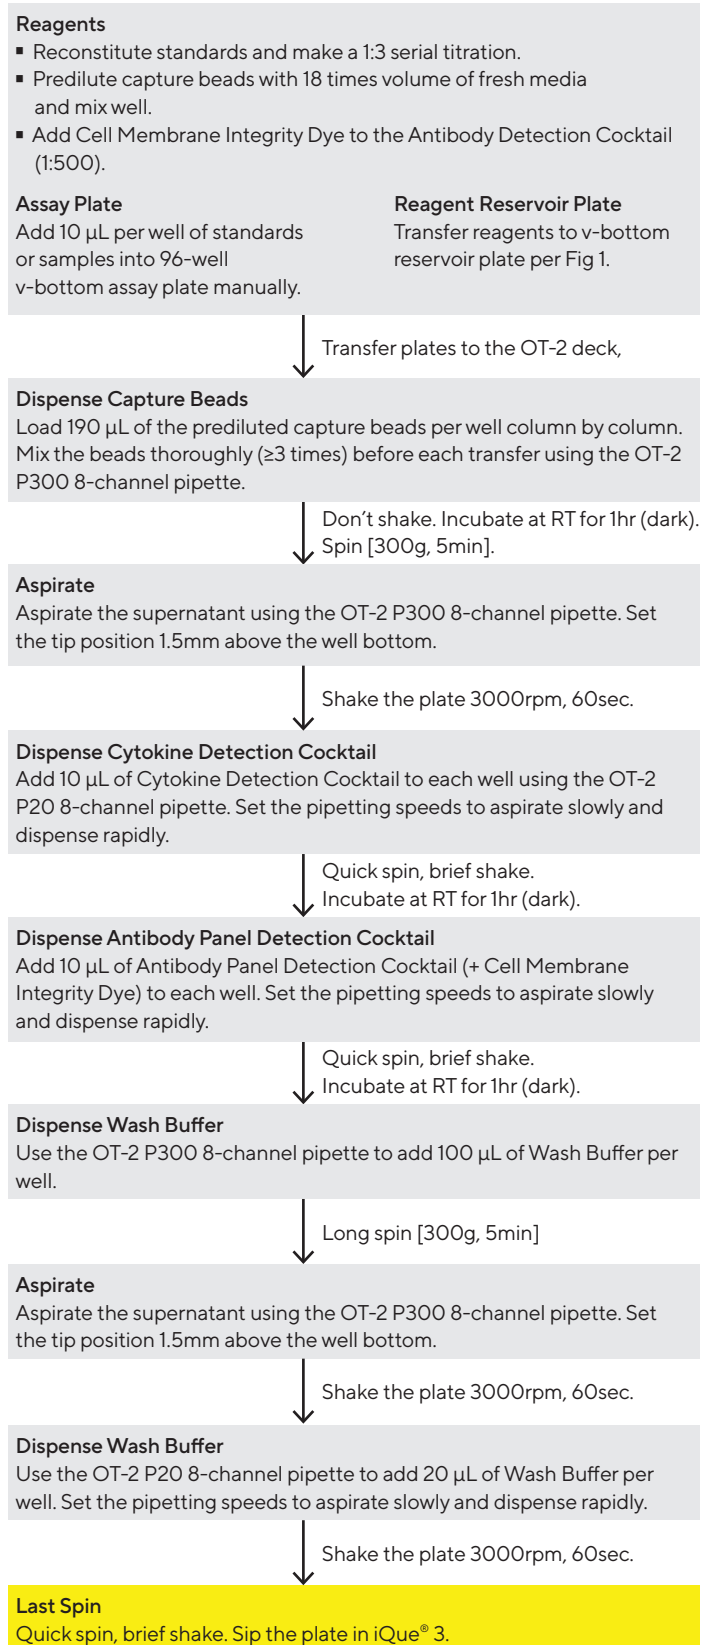 Reagents
▪ Reconstitute standards and make a 1:3 serial titration.
▪ Predilute capture beads with 18 times volume of fresh media
and mix well.
▪ Add Cell Membrane Integrity Dye to the Antibody Detection Cocktail
(1:500).
Assay Plate
Add 10 µL per well of standards
or samples into 96-well
v-bottom assay plate manually.
Reagent Reservoir Plate
Transfer reagents to v-bottom
reservoir plate per Fig 1.
Transfer plates to the OT-2 deck,
Dispense Capture Beads
Load 190 µL of the prediluted capture beads per well column by column.
Mix the beads thoroughly (≥3 times) before each transfer using the OT-2
P300 8-channel pipette.
Don’t shake. Incubate at RT for 1hr (dark).
Spin [300g, 5min].
Aspirate
Aspirate the supernatant using the OT-2 P300 8-channel pipette. Set
the tip position 1.5mm above the well bottom.
Shake the plate 3000rpm, 60sec.
Dispense Cytokine Detection Cocktail
Add 10 µL of Cytokine Detection Cocktail to each well using the OT-2
P20 8-channel pipette. Set the pipetting speeds to aspirate slowly and
dispense rapidly.
Quick spin, brief shake.
Incubate at RT for 1hr (dark).
Dispense Antibody Panel Detection Cocktail
Add 10 µL of Antibody Panel Detection Cocktail (+ Cell Membrane
Integrity Dye) to each well. Set the pipetting speeds to aspirate slowly
and dispense rapidly.
Quick spin, brief shake.
Incubate at RT for 1hr (dark).
Dispense Wash Buffer
Use the OT-2 P300 8-channel pipette to add 100 µL of Wash Buffer per
well.
Long spin [300g, 5min]
Aspirate
Aspirate the supernatant using the OT-2 P300 8-channel pipette. Set
the tip position 1.5mm above the well bottom.
Shake the plate 3000rpm, 60sec.
Dispense Wash Buffer
Use the OT-2 P20 8-channel pipette to add 20 µL of Wash Buffer per
well. Set the pipetting speeds to aspirate slowly and dispense rapidly.
Shake the plate 3000rpm, 60sec.
Last Spin
Quick spin, brief shake. Sip the plate in iQue® 3.